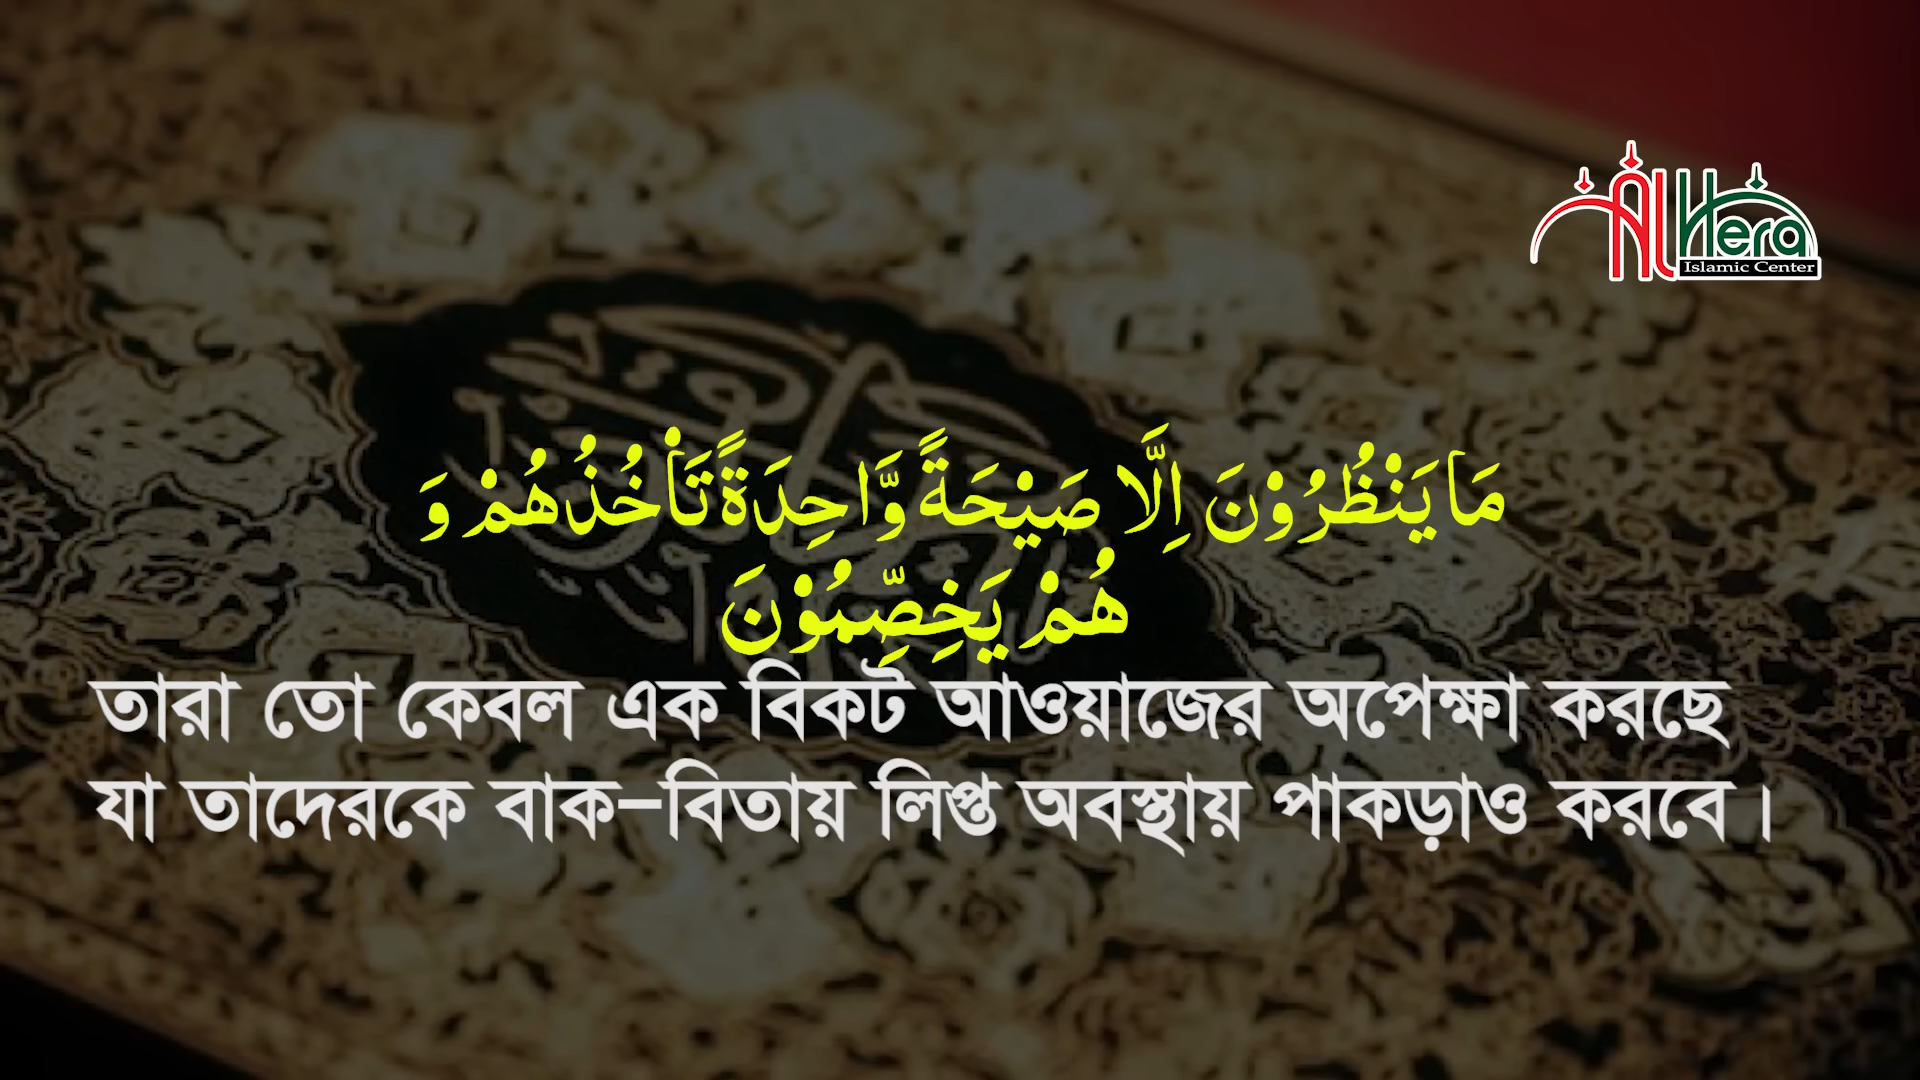 AL Hera
Islamic Center
مَا يَنْظُرُوْنَ اِلَّا صَيْحَةً وَّاحِدَةً تَاْخُذُهُمْ وَ
هُمْ يَخِصِّمُوْنَ
তারা তো কেবল এক বিকট আওয়াজের অপেক্ষা করছে
যা তাদেরকে বাক–বিতায় লিপ্ত অবস্থায় পাকড়াও করবে।